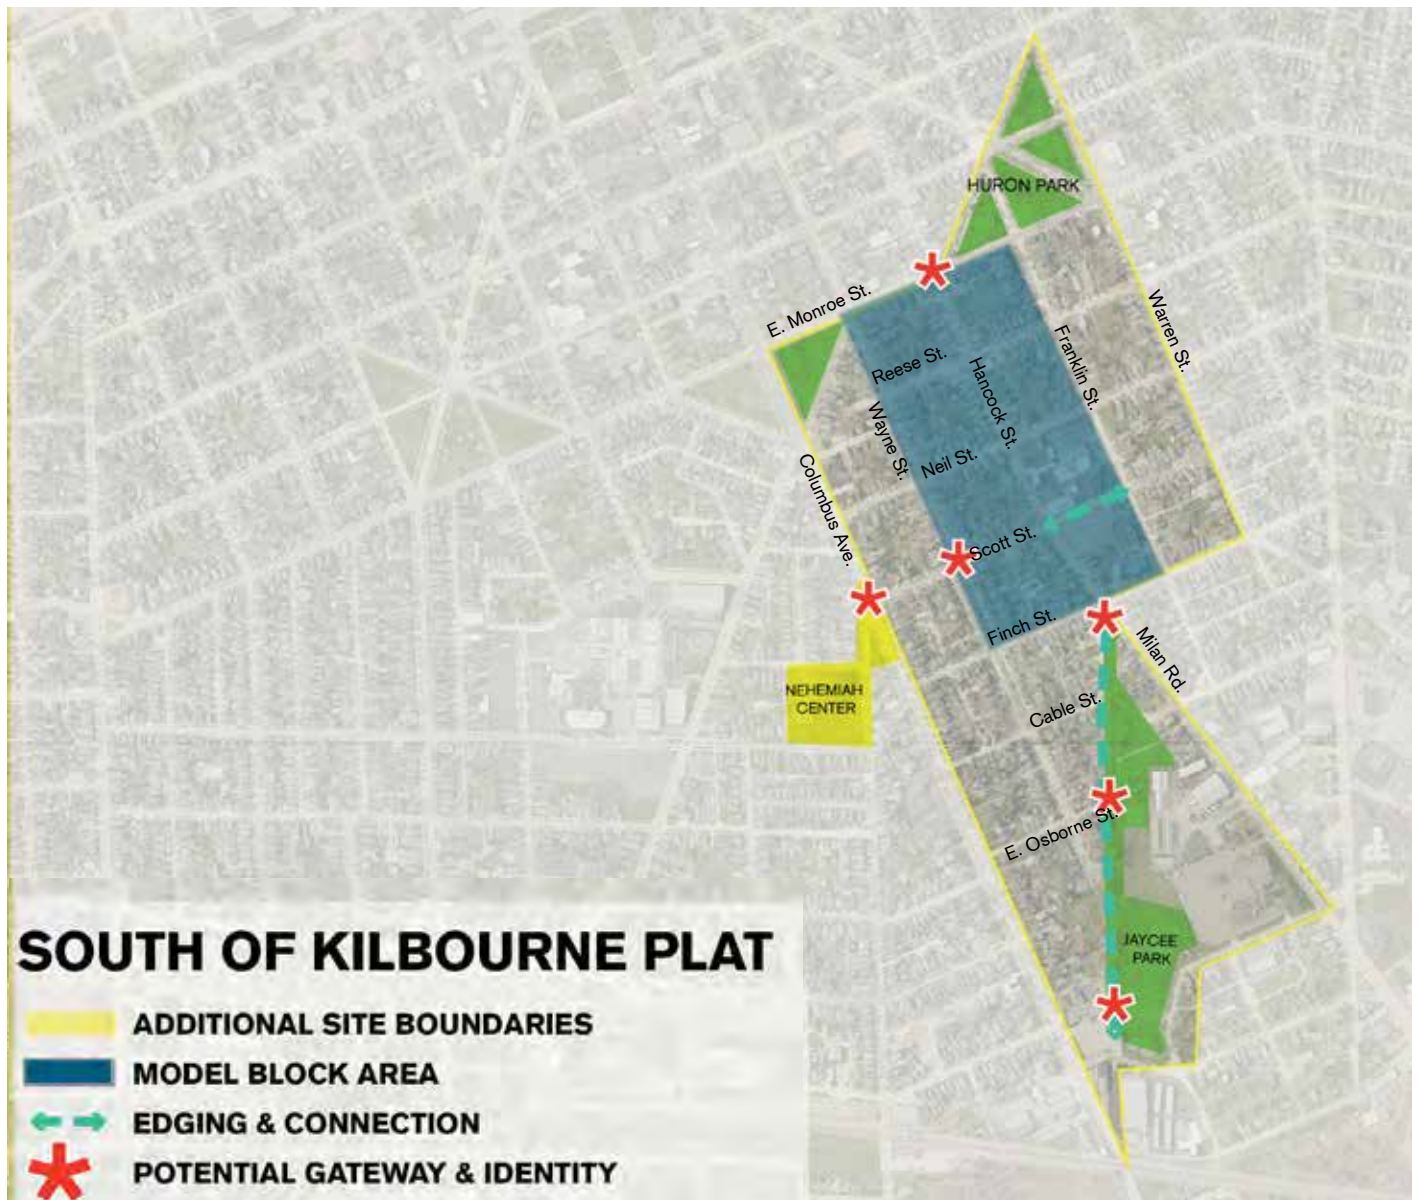 HURON PARK
E. Monroe St.
Warren St.
Reese St.
Franklin St.
Hancock St.
Wayne St.
Neil St.
Columbus Ave.
Scott St.
Finch St.
Milan Rd.
NEHEMIAH
CENTER
Cable St.
E. Osborne St.
JAYCEE
PARK
SOUTH OF KILBOURNE PLAT
ADDITIONAL SITE BOUNDARIES
MODEL BLOCK AREA
EDGING & CONNECTION
POTENTIAL GATEWAY & IDENTITY